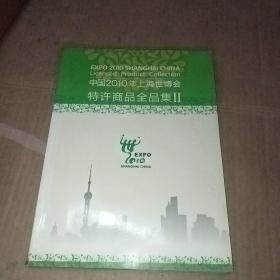 EXPO 2010 SHANGHAI CHINA
Licensed Product Collection
中国2010年上海世博会
特许商品全品集II
EXPO
2010
SHANGHAI CHINA